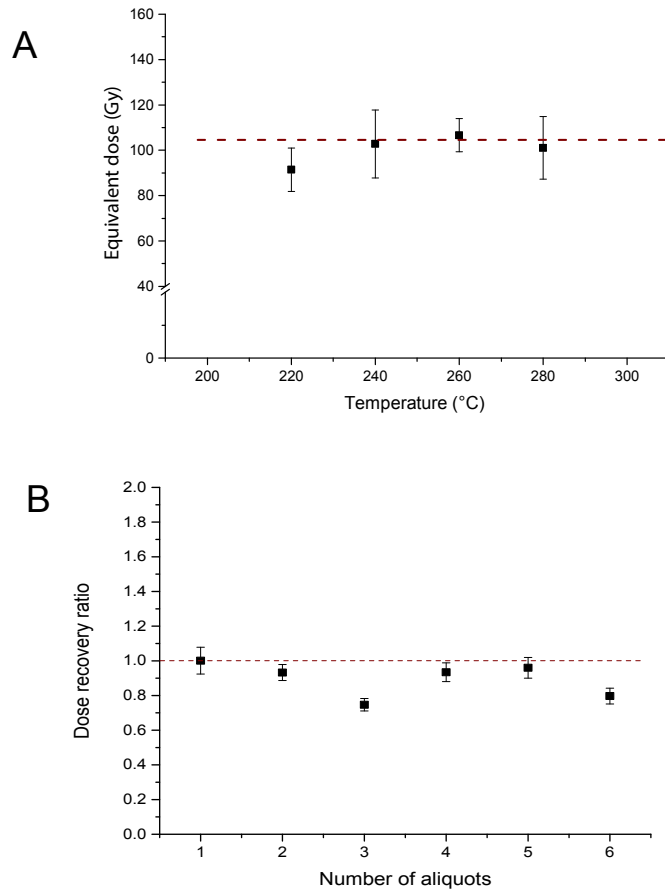 A
160
140
120
100
80
60
40
0
Equivalent dose (Gy)
200 220 240 260 280 300
Temperature (°C)
B
2.0
1.8
1.6
1.4
1.2
1.0
0.8
0.6
0.4
0.2
0.0
Dose recovery ratio
1 2 3 4 5 6
Number of aliquots